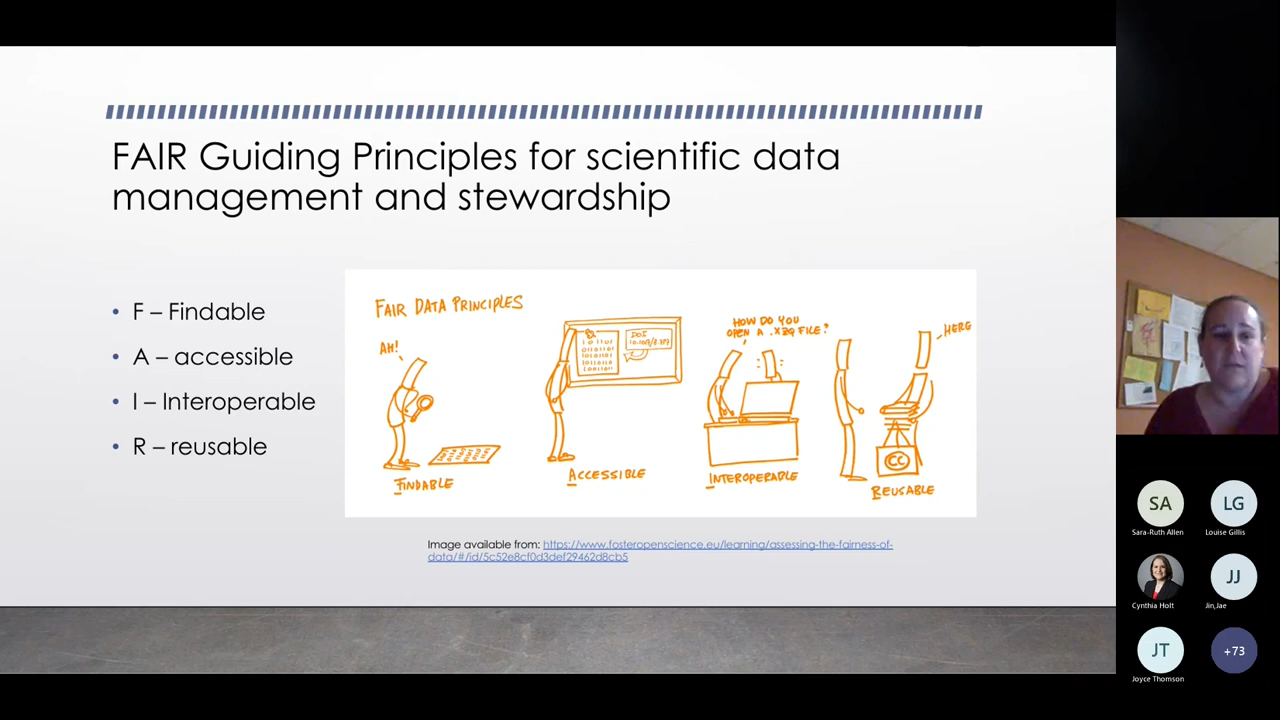 FAIR Guiding Principles for scientific data
management and stewardship
• F – Findable
• A – accessible
• I – Interoperable
• R – reusable
FAIR DATA PRINCIPLES
AH!
FINDABLE
DOI
ACCESSIBLE
HOW DO YOU
OPEN A .XZQ FILE?
INTEROPERABLE
HERE
CC
REUSABLE
Image available from: https://www.fosteropenscience.eu/learning/assessing-the-fairness-of-
data/#/id/5c52e8cf0d3def29462d8cb5
SA
Sara-Ruth Allen
LG
Louise Gillis
Cynthia Holt
JJ
Jin,Jae
JT
Joyce Thomson
+73